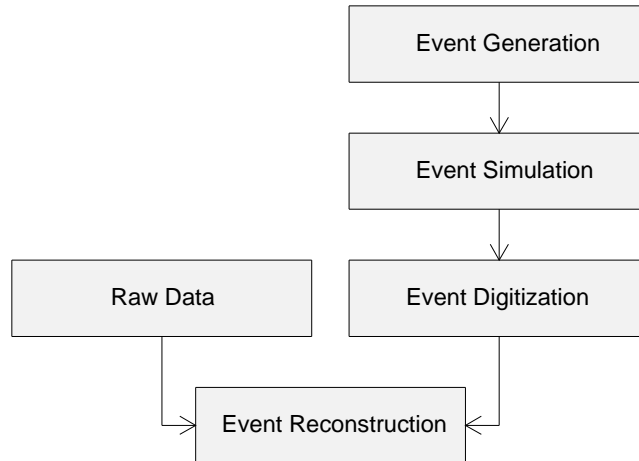 Event Generation
Event Simulation
Raw Data
Event Digitization
Event Reconstruction